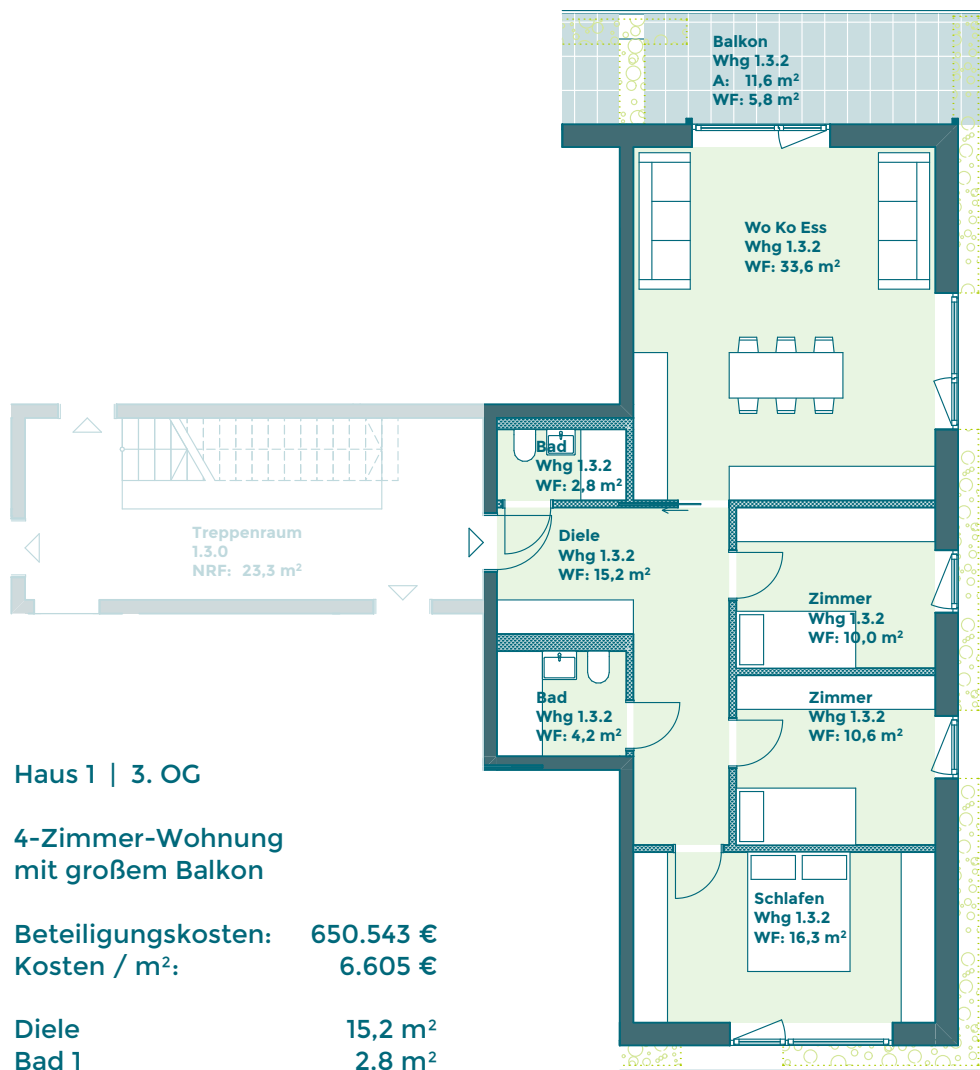 Balkon
Whg 1.3.2
A: 11,6 m²
WF: 5,8 m²
Wo Ko Ess
Whg 1.3.2
WF: 33,6 m²
Bad
Whg 1.3.2
WF: 2,8 m²
Treppenraum
1.3.0
NRF: 23,3 m²
Diele
Whg 1.3.2
WF: 15,2 m²
Zimmer
Whg 1.3.2
WF: 10,0 m²
Bad
Whg 1.3.2
WF: 4,2 m²
Zimmer
Whg 1.3.2
WF: 10,6 m²
Schlafen
Whg 1.3.2
WF: 16,3 m²
Haus 1 | 3. OG
4-Zimmer-Wohnung
mit großem Balkon
Beteiligungskosten: 650.543 €
Kosten / m²: 6.605 €
Diele 15,2 m²
Bad 1 2.8 m²